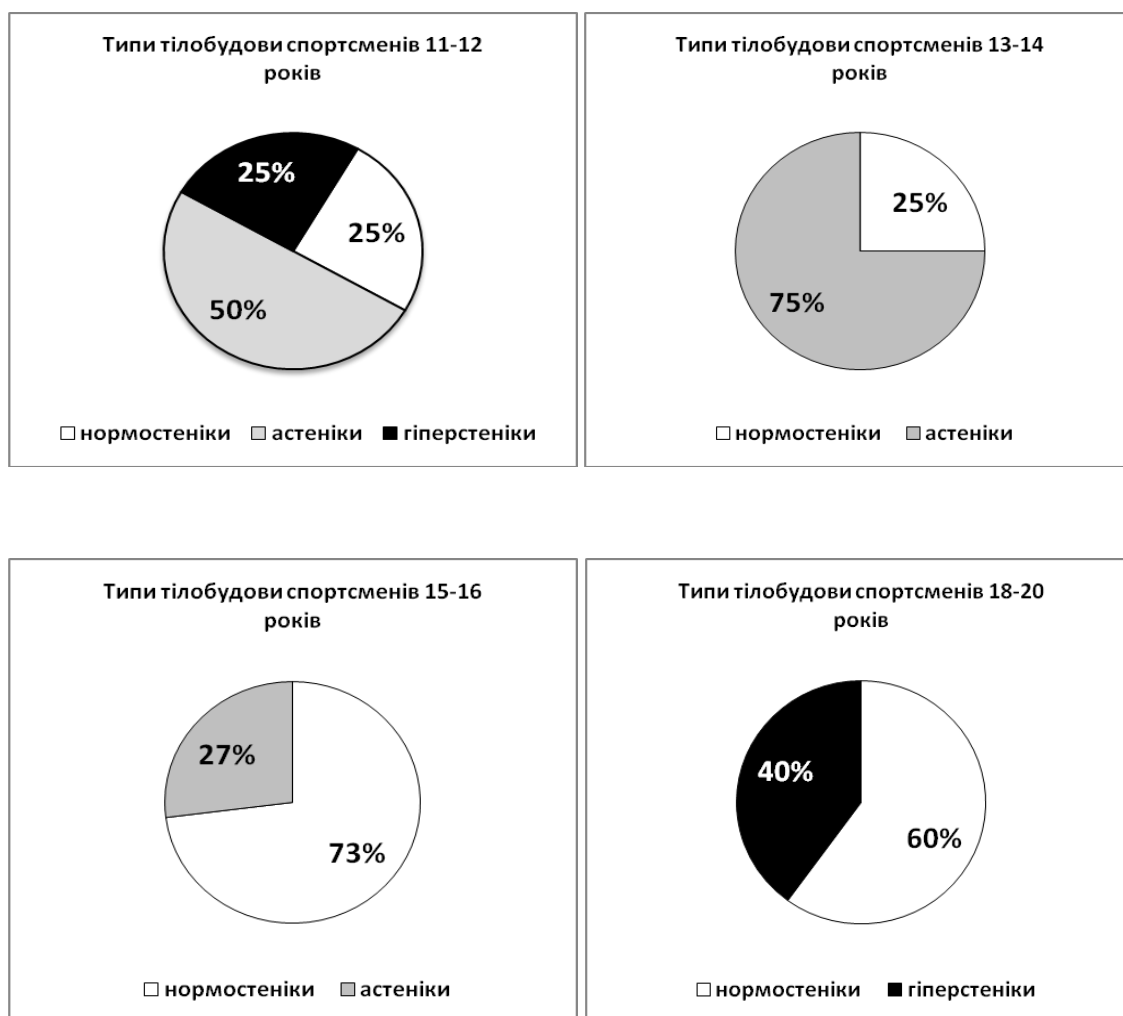 Типи тілобудови спортсменів 11-12
років
25%
25%
50%
нормостеніки астеніки гіперстеніки
Типи тілобудови спортсменів 13-14
років
25%
75%
нормостеніки астеніки
Типи тілобудови спортсменів 15-16
років
27%
73%
нормостеніки астеніки
Типи тілобудови спортсменів 18-20
років
40%
60%
нормостеніки гіперстеніки